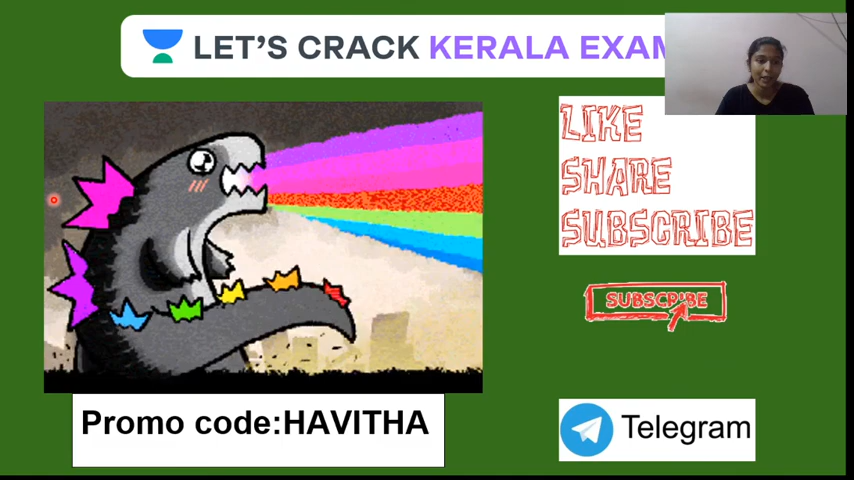 LET'S CRACK KERALA EXAM
LIKE
SHARE
SUBSCRIBE
SUBSCRIBE
Promo code:HAVITHA
Telegram